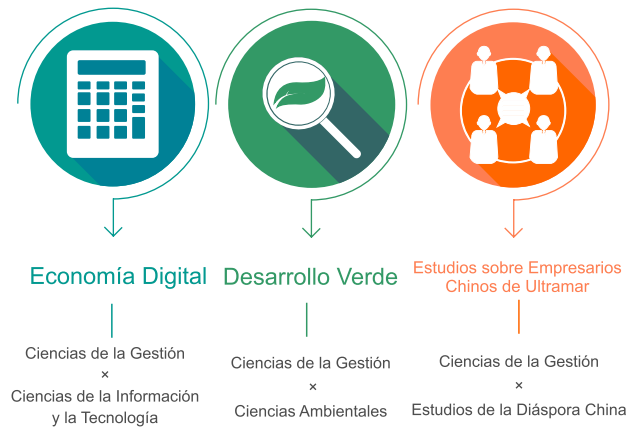 Economía Digital
Ciencias de la Gestión
×
Ciencias de la Información
y la Tecnología
Desarrollo Verde
Ciencias de la Gestión
×
Ciencias Ambientales
Estudios sobre Empresarios
Chinos de Ultramar
Ciencias de la Gestión
×
Estudios de la Diáspora China